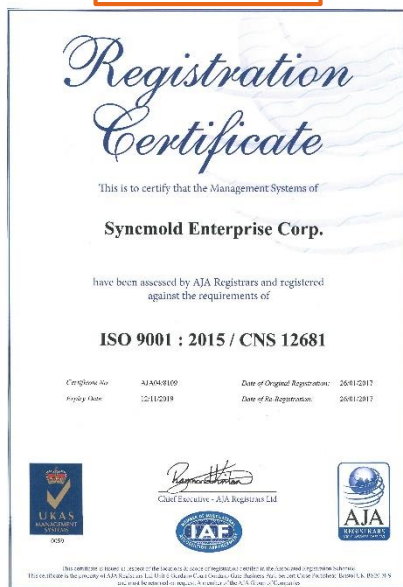 Registration
Certificate
This is to certify that the Management Systems of
Syncmold Enterprise Corp.
have been assessed by AJA Registrars and registered
against the requirements of
ISO 9001 : 2015 / CNS 12681
Certificate No: AJA04/8109 Date of Original Registration: 26/01/2017
Expiry Date: 12/11/2019 Date of Re-Registration: 26/01/2017
Chief Executive - AJA Registrars Ltd
UKAS
MANAGEMENT
SYSTEMS
0059
IAF
AJA
REGISTRARS